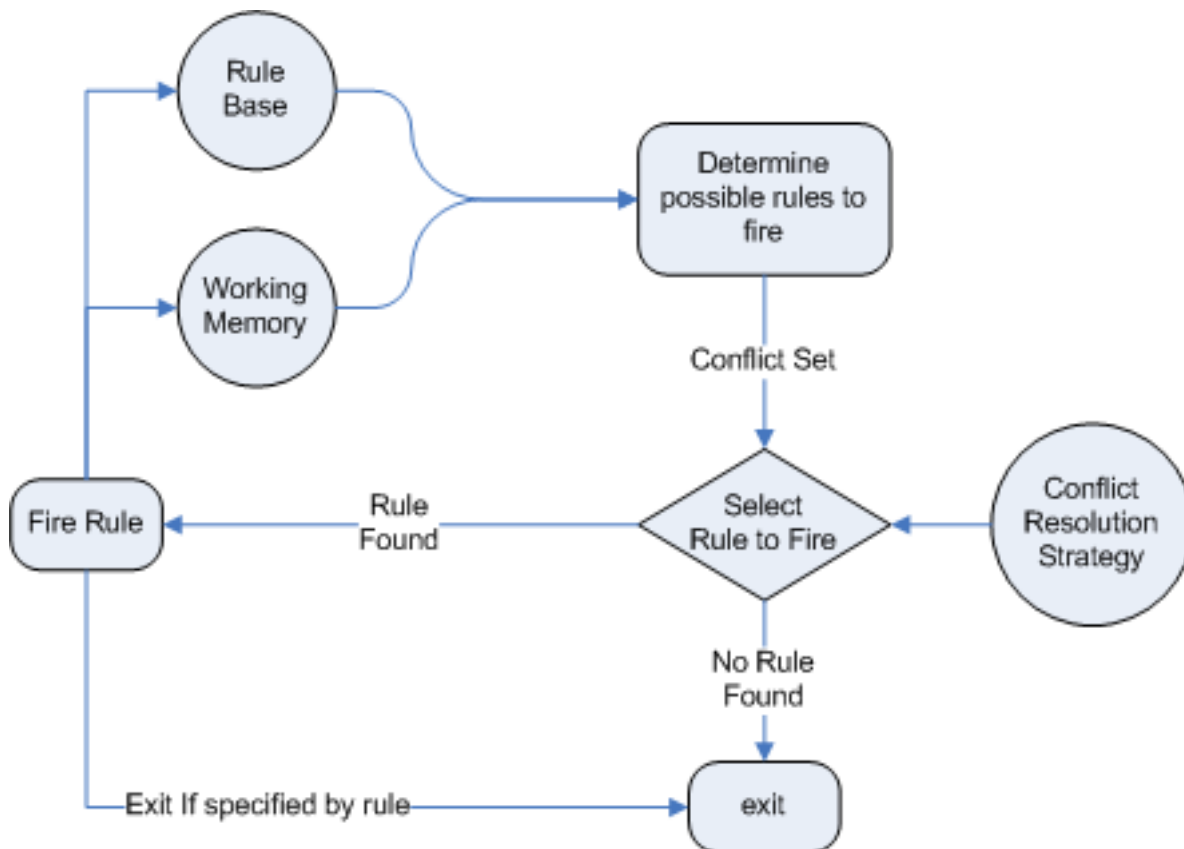 Rule
Base
Determine
possible rules to
fire
Working
Memory
Conflict Set
Conflict
Resolution
Strategy
Select
Rule to Fire
Rule
Found
Fire Rule
No Rule
Found
Exit If specified by rule
exit